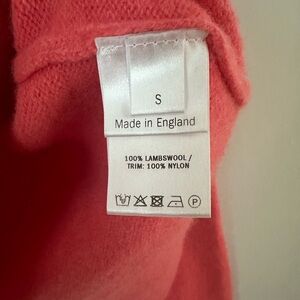 S
Made in England
100% LAMBSWOOL /
TRIM: 100% NYLON
P